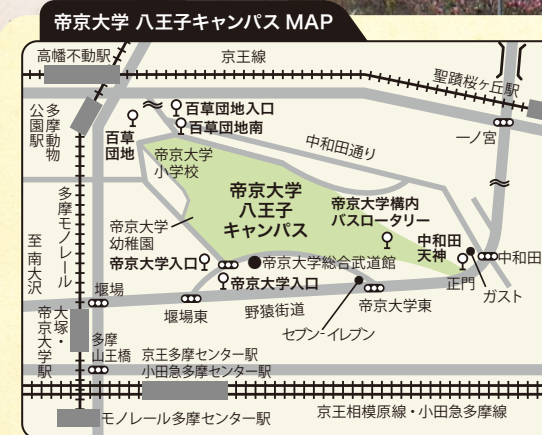 帝京大学 八王子キャンパス MAP
高幡不動駅
京王線
聖蹟桜ヶ丘駅
多摩動物
公園駅
百草団地入口
百草団地南
百草
団地
一ノ宮
中和田通り
帝京大学
小学校
帝京大学
八王子
キャンパス
帝京大学構内
バスロータリー
多摩モノレール
至 南大沢
帝京大学
幼稚園
中和田
天神
中和田
帝京大学入口
帝京大学総合武道館
正門
ガスト
帝京大学入口
堰場
堰場東
野猿街道
帝京大学東
セブン-イレブン
大塚・
帝京大学駅
多摩
山王橋
京王多摩センター駅
小田急多摩センター駅
モノレール多摩センター駅
京王相模原線・小田急多摩線